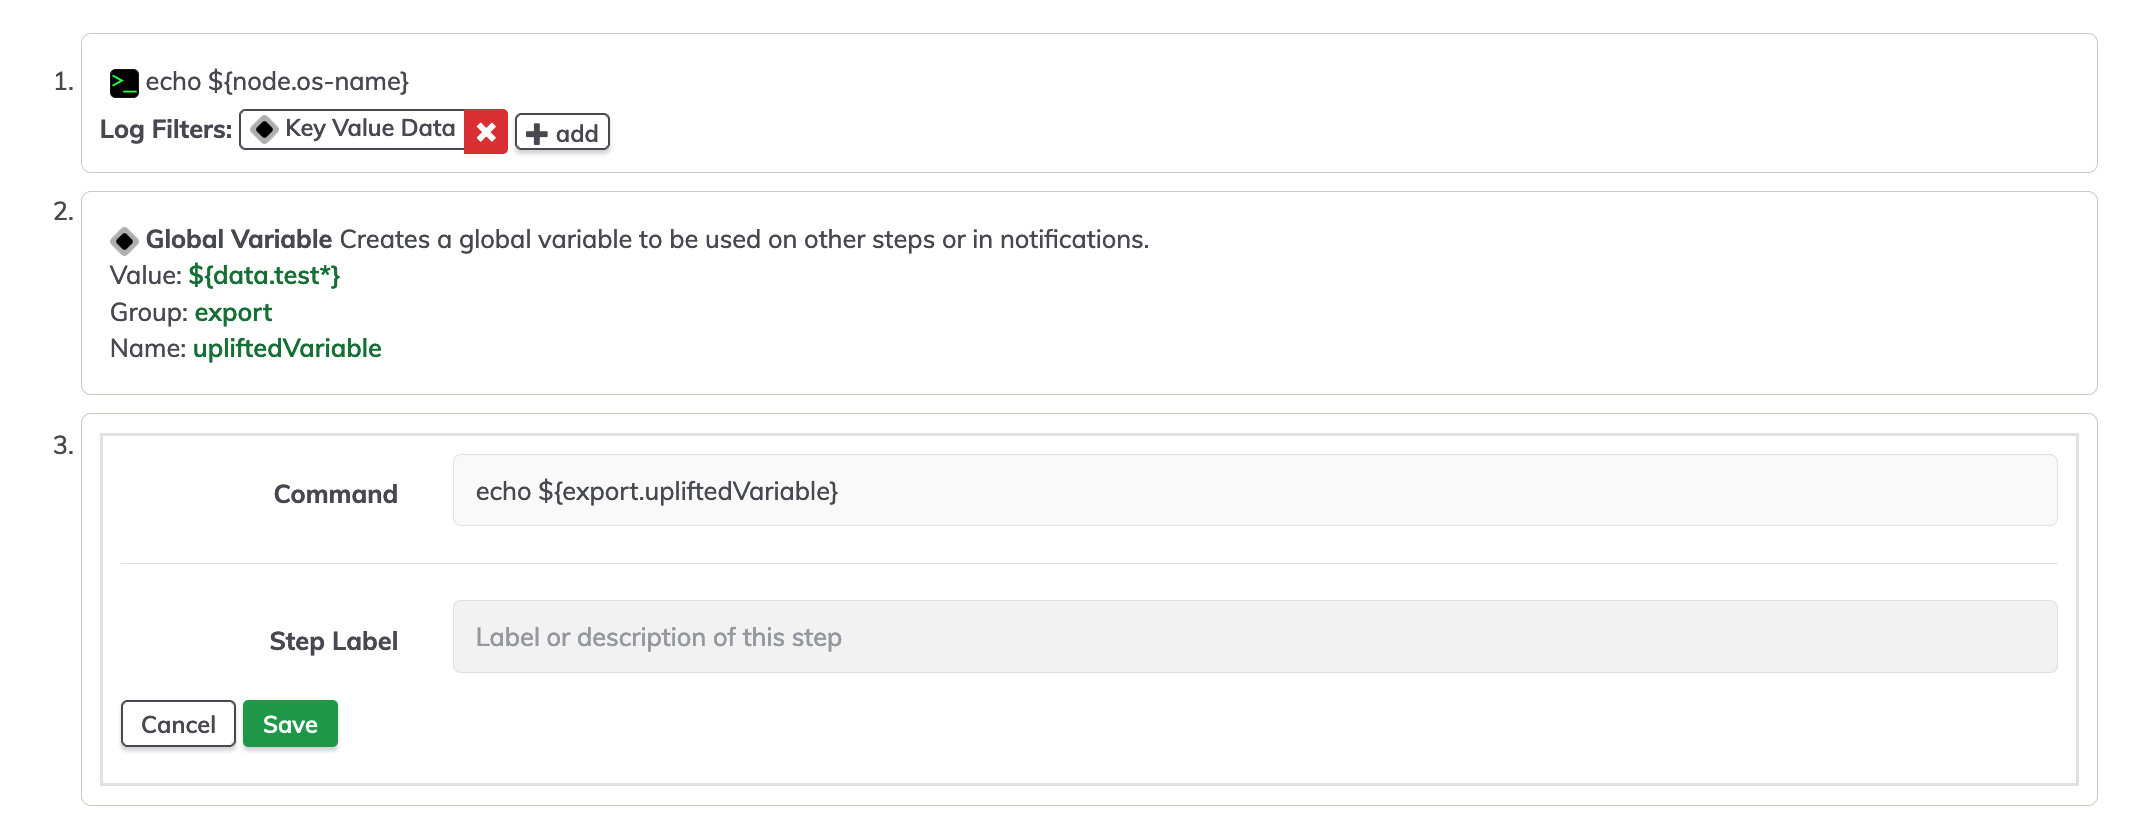 1. >_ echo ${node.os-name}
Log Filters: Key Value Data add
2. Global Variable Creates a global variable to be used on other steps or in notifications.
Value: ${data.test*}
Group: export
Name: upliftedVariable
3. Command echo ${export.upliftedVariable}
Step Label Label or description of this step
Cancel Save